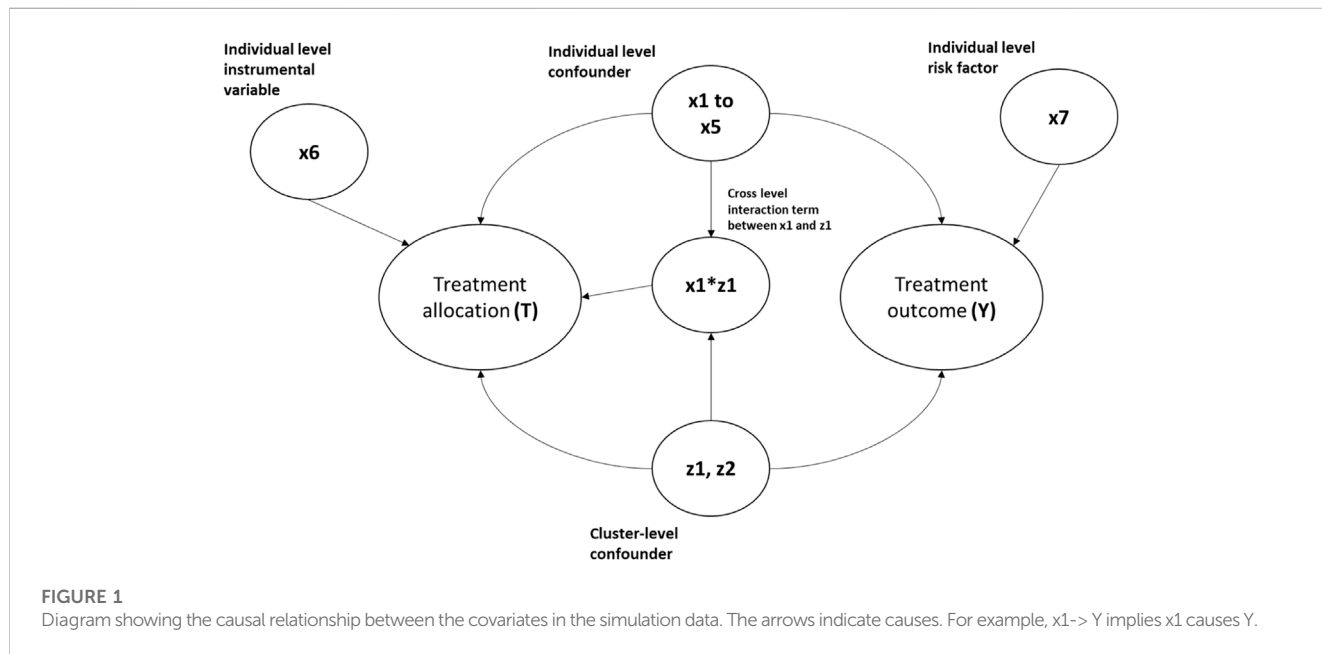 Individual level
instrumental
variable
Individual level
confounder
Individual level
risk factor
x1 to
x5
x6
x7
Cross level
interaction term
between x1 and z1
Treatment
allocation (T)
x1*z1
Treatment
outcome (Y)
z1, z2
Cluster-level
confounder
FIGURE 1
Diagram showing the causal relationship between the covariates in the simulation data. The arrows indicate causes. For example, x1-> Y implies x1 causes Y.